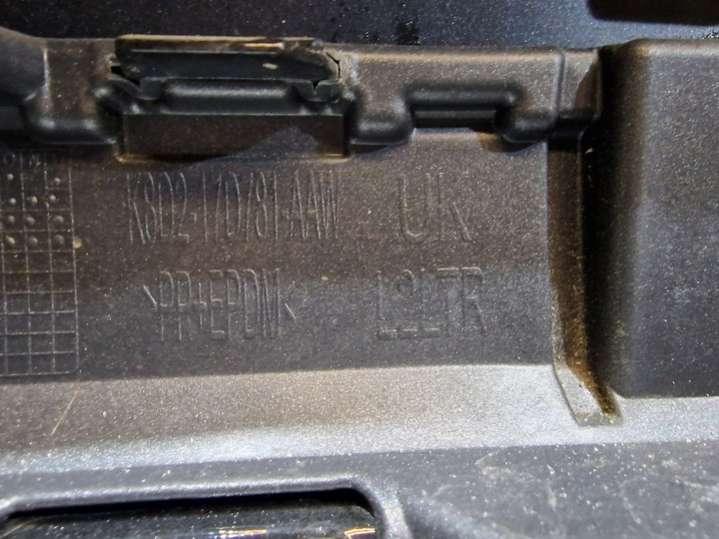 K8D2-17D781-AAW UK
>PP+EPDM< L2LTR